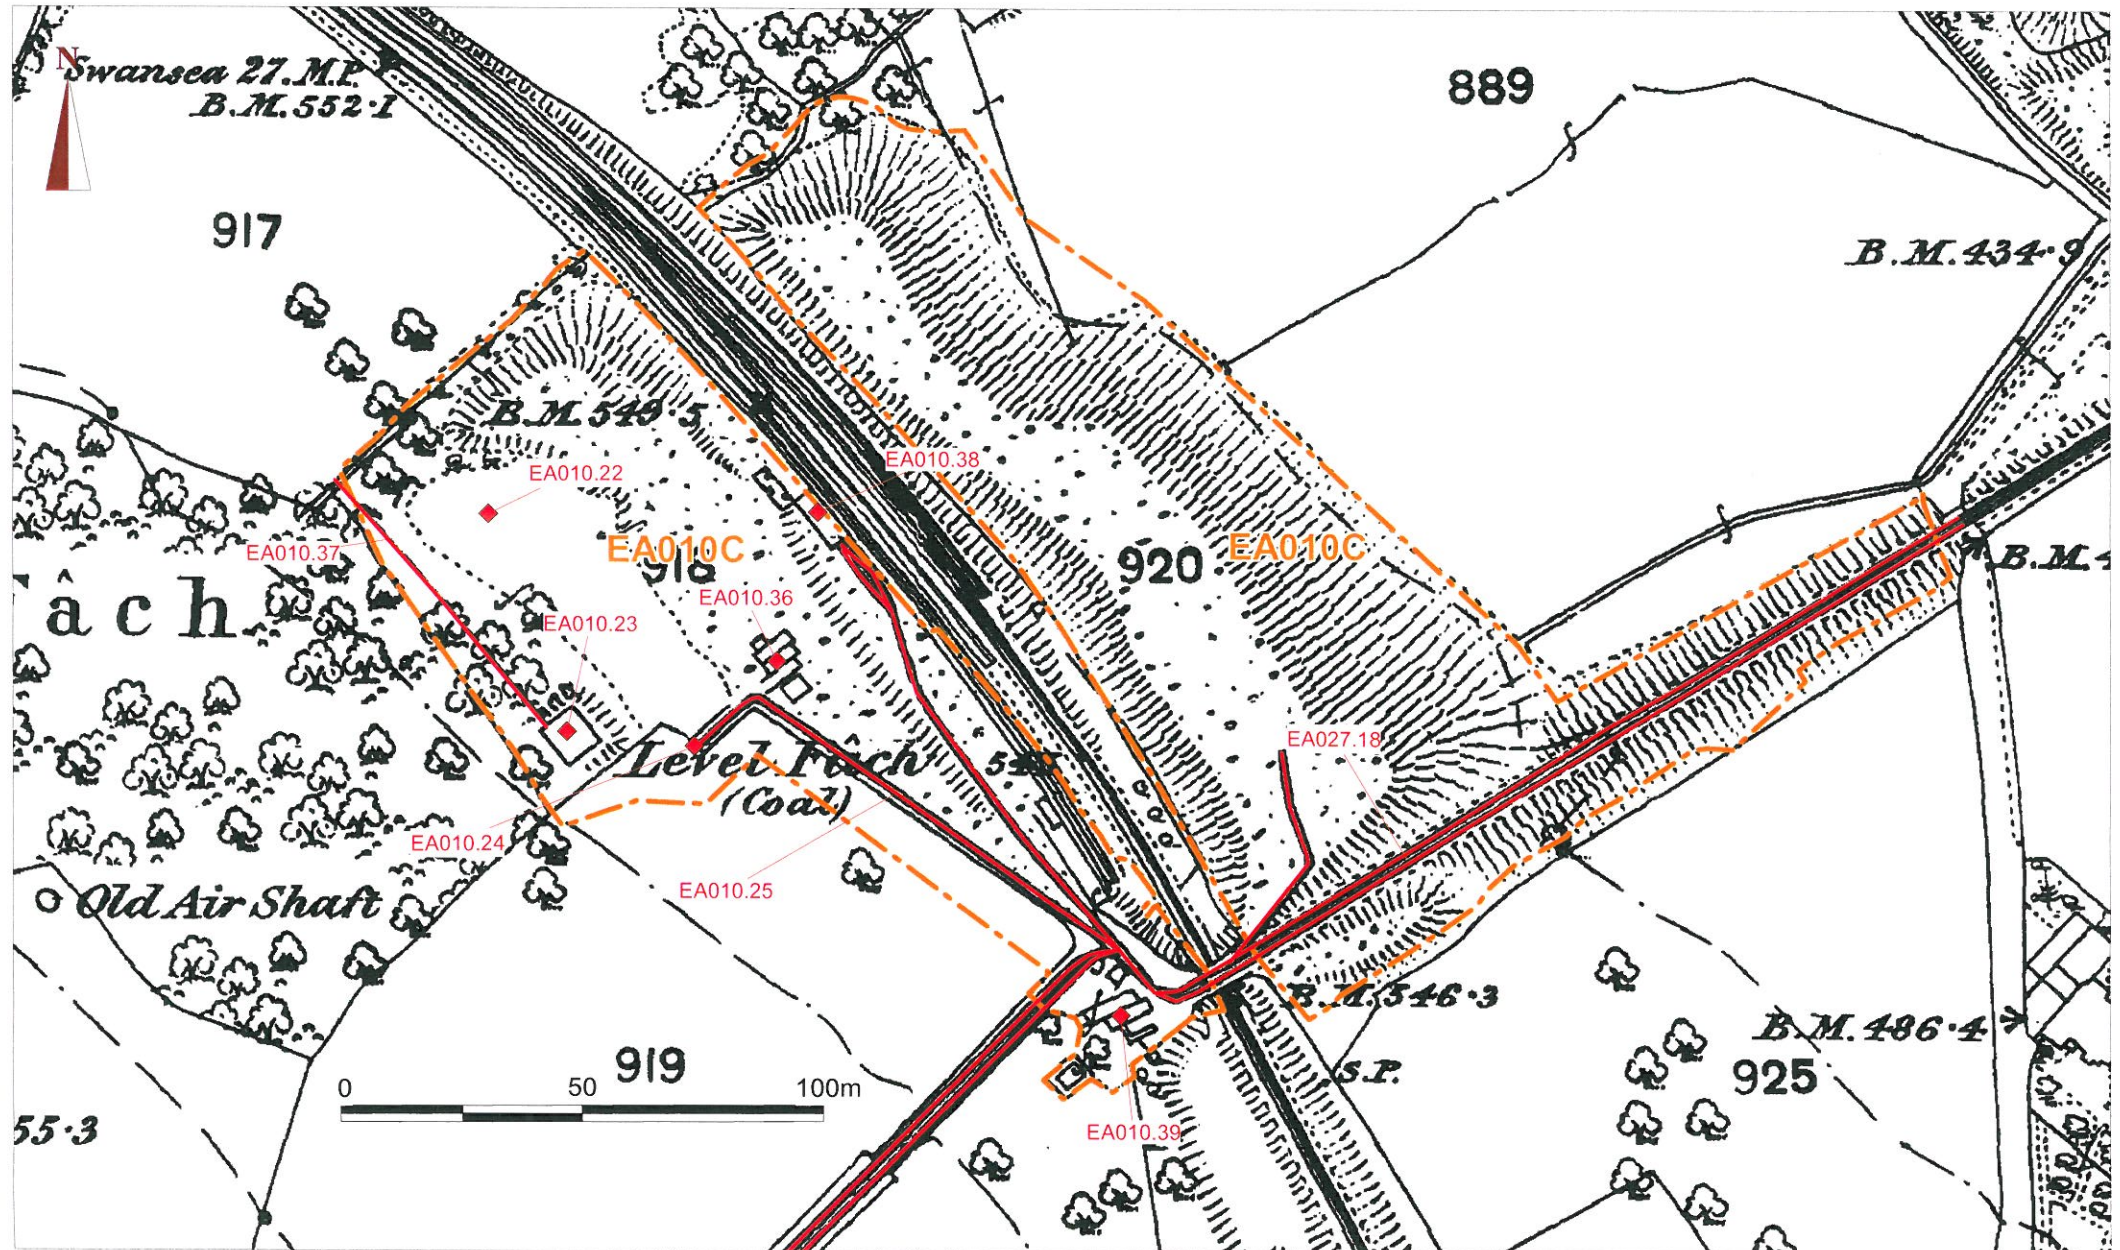 N
Swansea 27.M.P.
B.M.552·1
889
917
B.M.434·9
B.M.549·5
EA010.38
EA010.22
EA010.37
EA010C
918
920
EA010C
B.M.4
âch
EA010.36
EA010.23
EA027.18
Level
(Coal)
EA010.24
EA010.25
Old Air Shaft
B.M.546·3
B.M.486·4
919
S.P.
925
0 50 100m
55·3
EA010.39